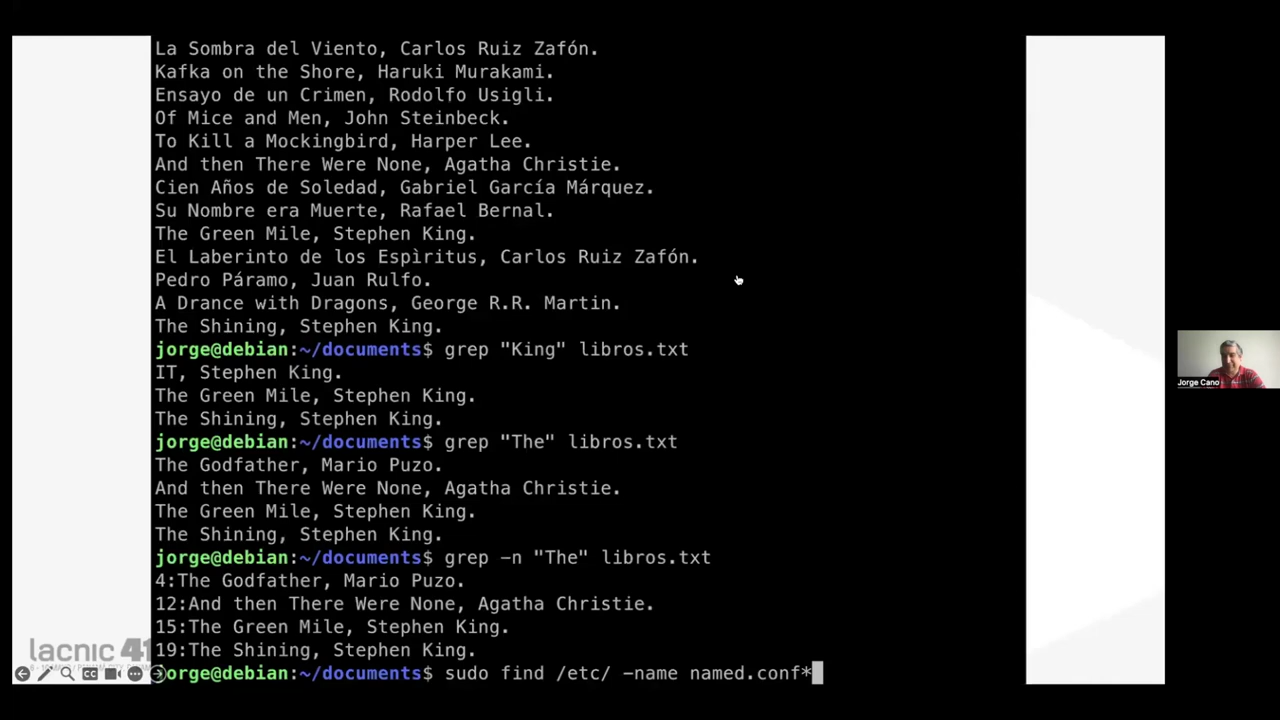 La Sombra del Viento, Carlos Ruiz Zafón.
Kafka on the Shore, Haruki Murakami.
Ensayo de un Crimen, Rodolfo Usigli.
Of Mice and Men, John Steinbeck.
To Kill a Mockingbird, Harper Lee.
And then There Were None, Agatha Christie.
Cien Años de Soledad, Gabriel García Márquez.
Su Nombre era Muerte, Rafael Bernal.
The Green Mile, Stephen King.
El Laberinto de los Espìritus, Carlos Ruiz Zafón.
Pedro Páramo, Juan Rulfo.
A Drance with Dragons, George R.R. Martin.
The Shining, Stephen King.
jorge@debian:~/documents$ grep "King" libros.txt
IT, Stephen King.
The Green Mile, Stephen King.
The Shining, Stephen King.
jorge@debian:~/documents$ grep "The" libros.txt
The Godfather, Mario Puzo.
And then There Were None, Agatha Christie.
The Green Mile, Stephen King.
The Shining, Stephen King.
jorge@debian:~/documents$ grep -n "The" libros.txt
4:The Godfather, Mario Puzo.
12:And then There Were None, Agatha Christie.
15:The Green Mile, Stephen King.
19:The Shining, Stephen King.
jorge@debian:~/documents$ sudo find /etc/ -name named.conf*
lacnic 41
CC
Jorge Cano